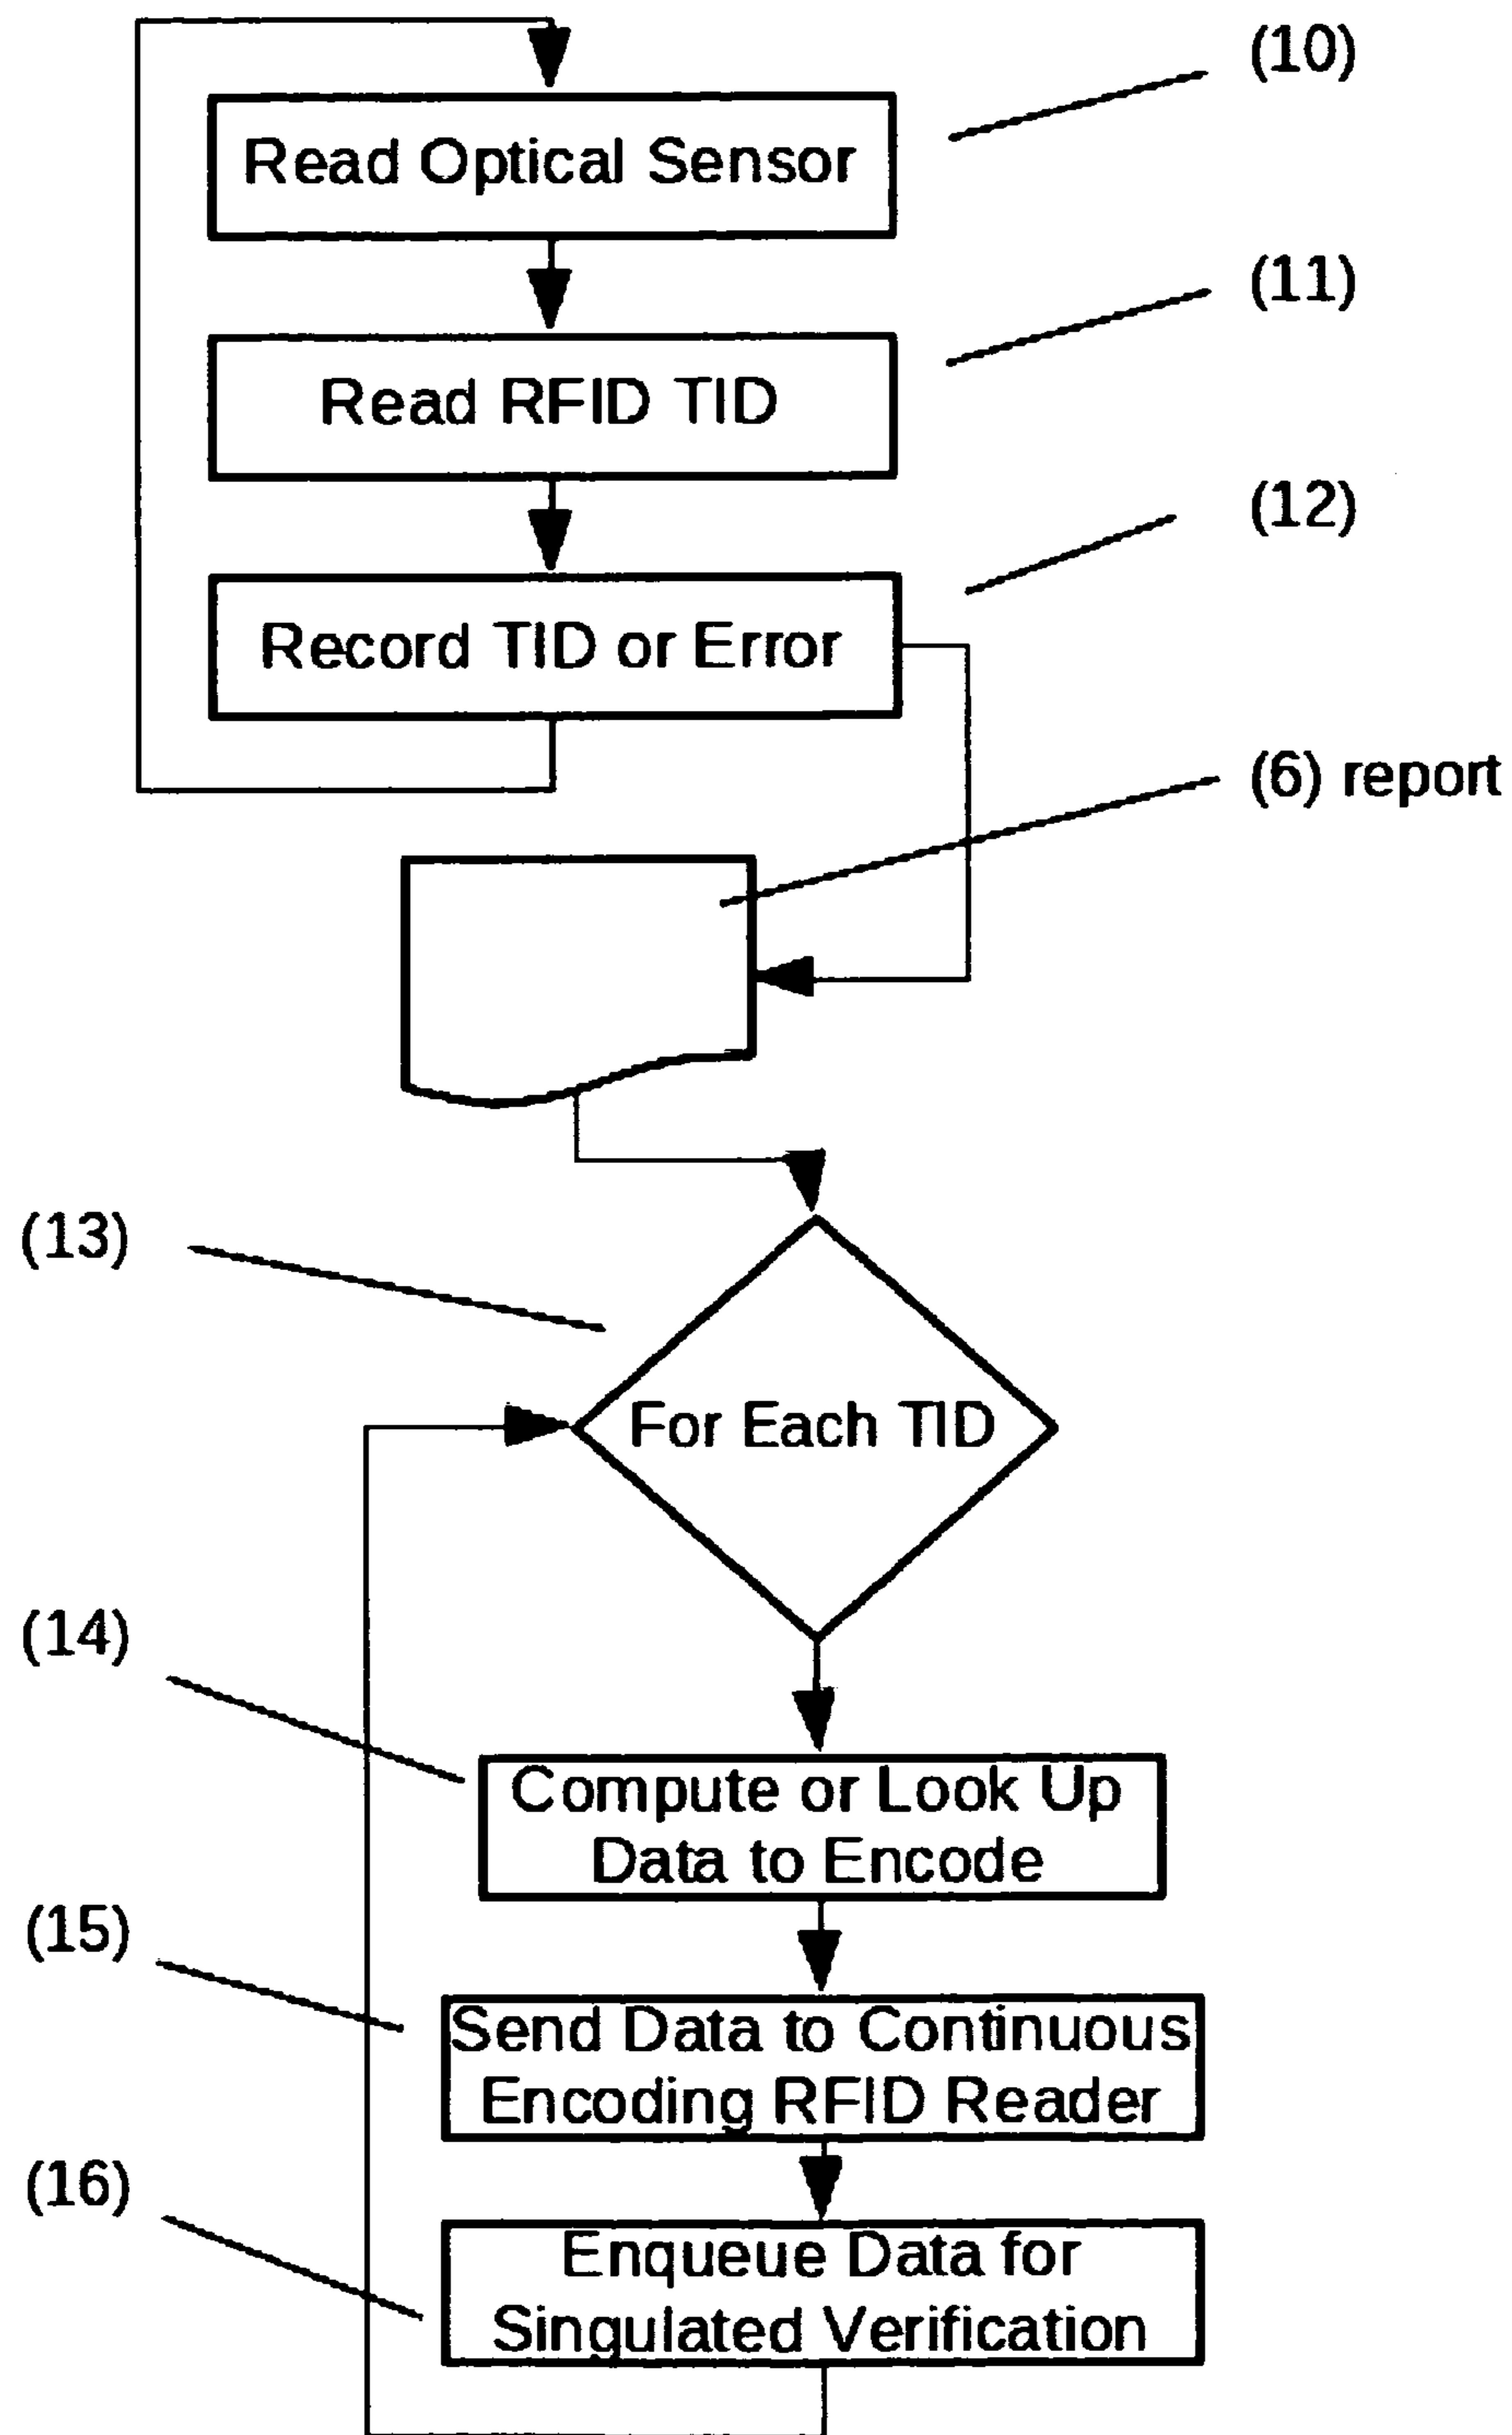 (10)
Read Optical Sensor
(11)
Read RFID TID
(12)
Record TID or Error
(6) report
(13)
For Each TID
(14)
Compute or Look Up
Data to Encode
(15)
Send Data to Continuous
Encoding RFID Reader
(16)
Enqueue Data for
Singulated Verification